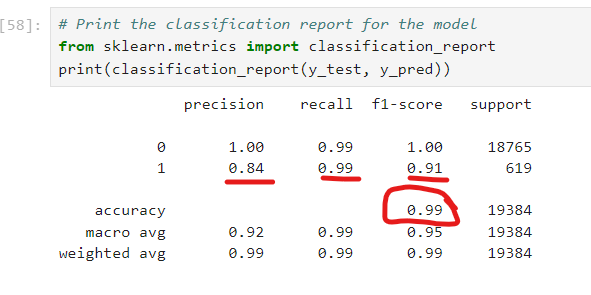 [58]:
# Print the classification report for the model
from sklearn.metrics import classification_report
print(classification_report(y_test, y_pred))
precision recall f1-score support
0 1.00 0.99 1.00 18765
1 0.84 0.99 0.91 619
accuracy 0.99 19384
macro avg 0.92 0.99 0.95 19384
weighted avg 0.99 0.99 0.99 19384